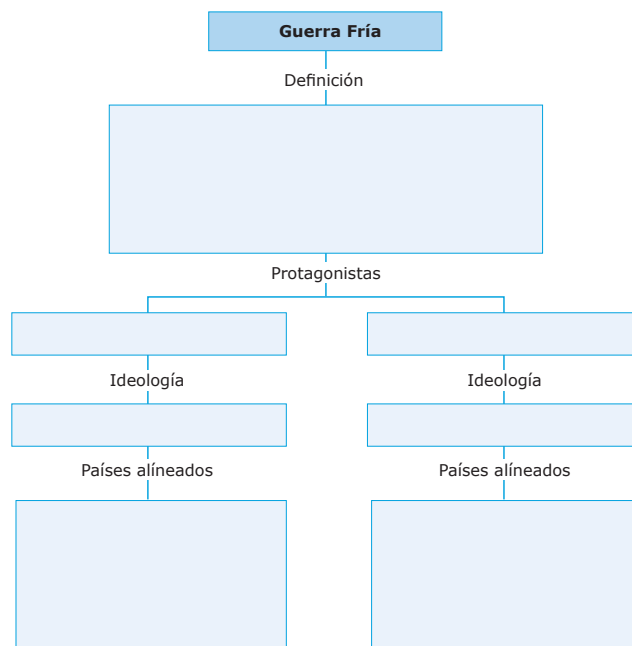 Guerra Fría
Definición
Protagonistas
Ideología
Ideología
Países alíneados
Países alíneados